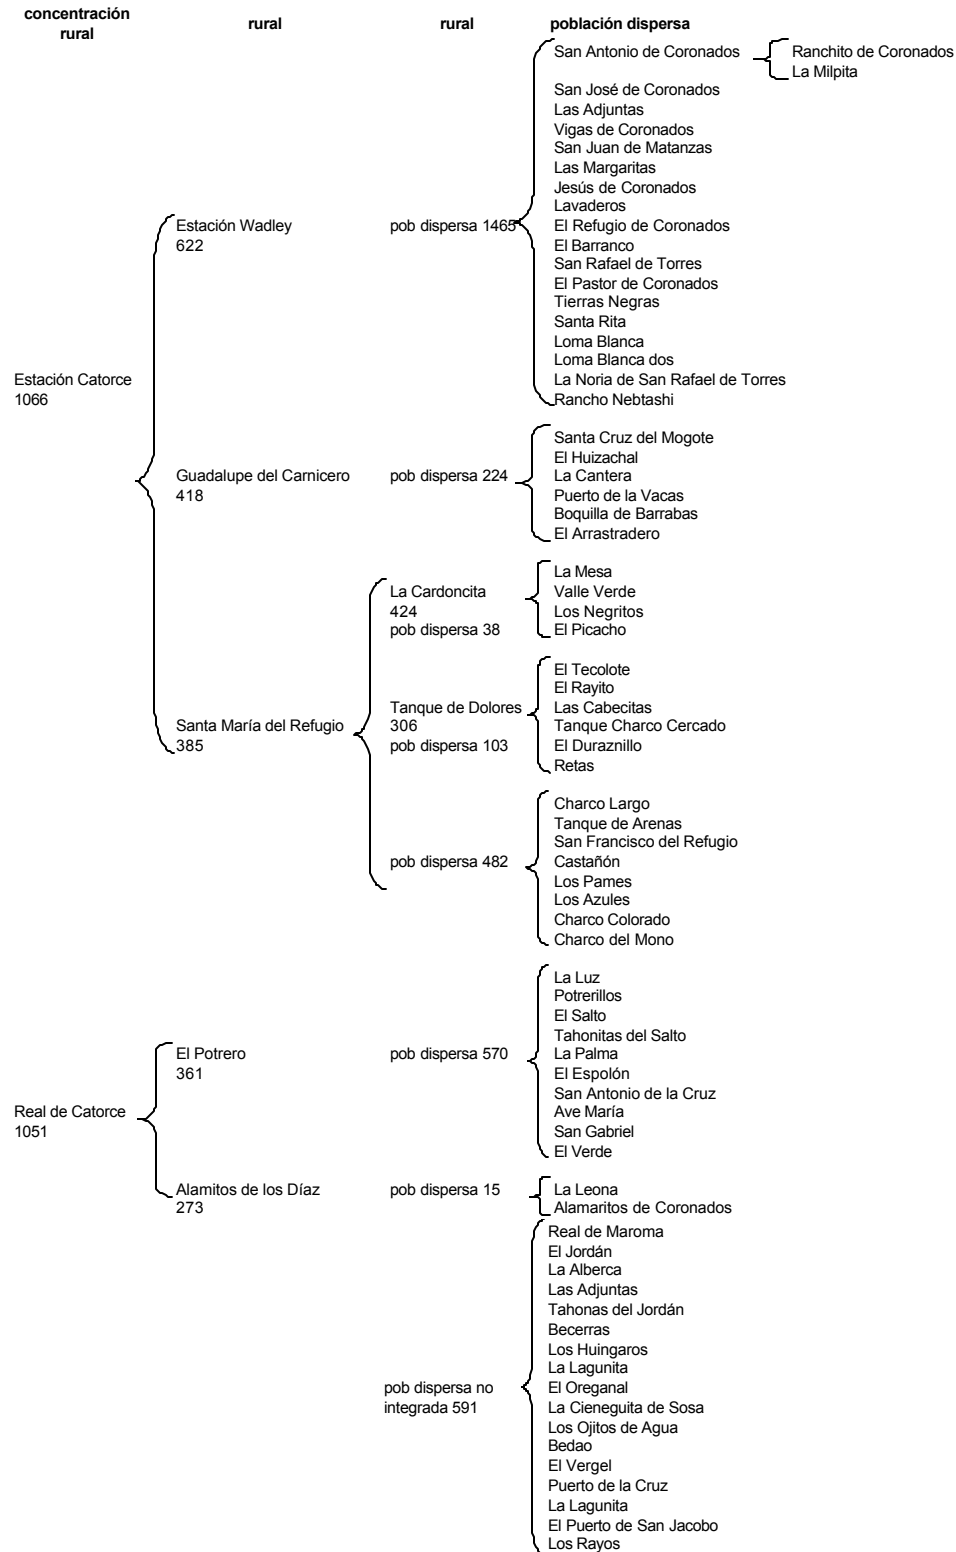 concentración
rural
rural
rural
población dispersa
San Antonio de Coronados
Ranchito de Coronados
La Milpita
San José de Coronados
Las Adjuntas
Vigas de Coronados
San Juan de Matanzas
Las Margaritas
Jesús de Coronados
Lavaderos
Estación Wadley
622
pob dispersa 1465
El Refugio de Coronados
El Barranco
San Rafael de Torres
El Pastor de Coronados
Tierras Negras
Santa Rita
Loma Blanca
Loma Blanca dos
La Noria de San Rafael de Torres
Rancho Nebtashi
Estación Catorce
1066
Santa Cruz del Mogote
El Huizachal
Guadalupe del Carnicero
418
pob dispersa 224
La Cantera
Puerto de la Vacas
Boquilla de Barrabas
El Arrastradero
La Cardoncita
424
pob dispersa 38
La Mesa
Valle Verde
Los Negritos
El Picacho
Santa María del Refugio
385
Tanque de Dolores
306
pob dispersa 103
El Tecolote
El Rayito
Las Cabecitas
Tanque Charco Cercado
El Duraznillo
Retas
pob dispersa 482
Charco Largo
Tanque de Arenas
San Francisco del Refugio
Castañón
Los Pames
Los Azules
Charco Colorado
Charco del Mono
Real de Catorce
1051
El Potrero
361
pob dispersa 570
La Luz
Potrerillos
El Salto
Tahonitas del Salto
La Palma
El Espolón
San Antonio de la Cruz
Ave María
San Gabriel
El Verde
Alamitos de los Díaz
273
pob dispersa 15
La Leona
Alamaritos de Coronados
pob dispersa no
integrada 591
Real de Maroma
El Jordán
La Alberca
Las Adjuntas
Tahonas del Jordán
Becerras
Los Huingaros
La Lagunita
El Oreganal
La Cieneguita de Sosa
Los Ojitos de Agua
Bedao
El Vergel
Puerto de la Cruz
La Lagunita
El Puerto de San Jacobo
Los Rayos